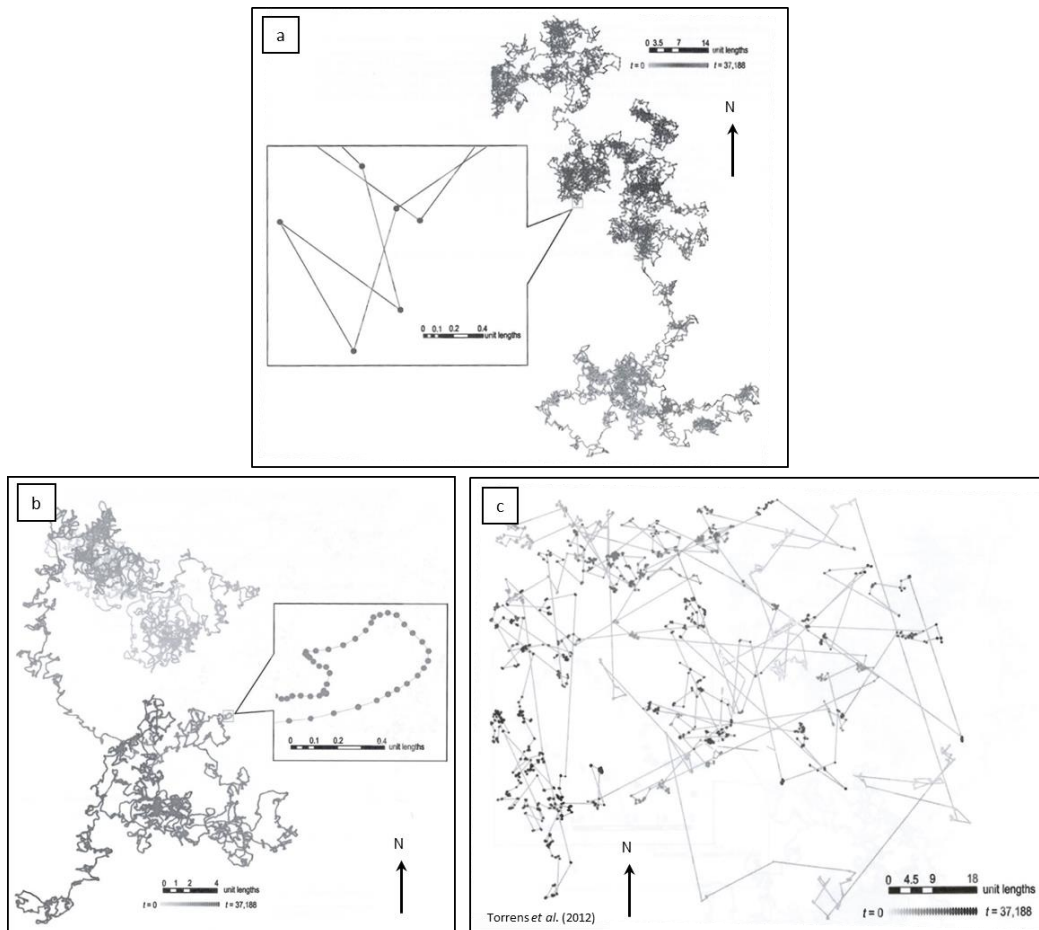 a
0 3.5 7 14
unit lengths
t = 0 t = 37,188
N
0 0.1 0.2 0.4
unit lengths
b
0 0.1 0.2 0.4
unit lengths
N
0 1 2 4
unit lengths
t = 0 t = 37,188
c
N
0 4.5 9 18
unit lengths
t = 0 t = 37,188
Torrens et al. (2012)